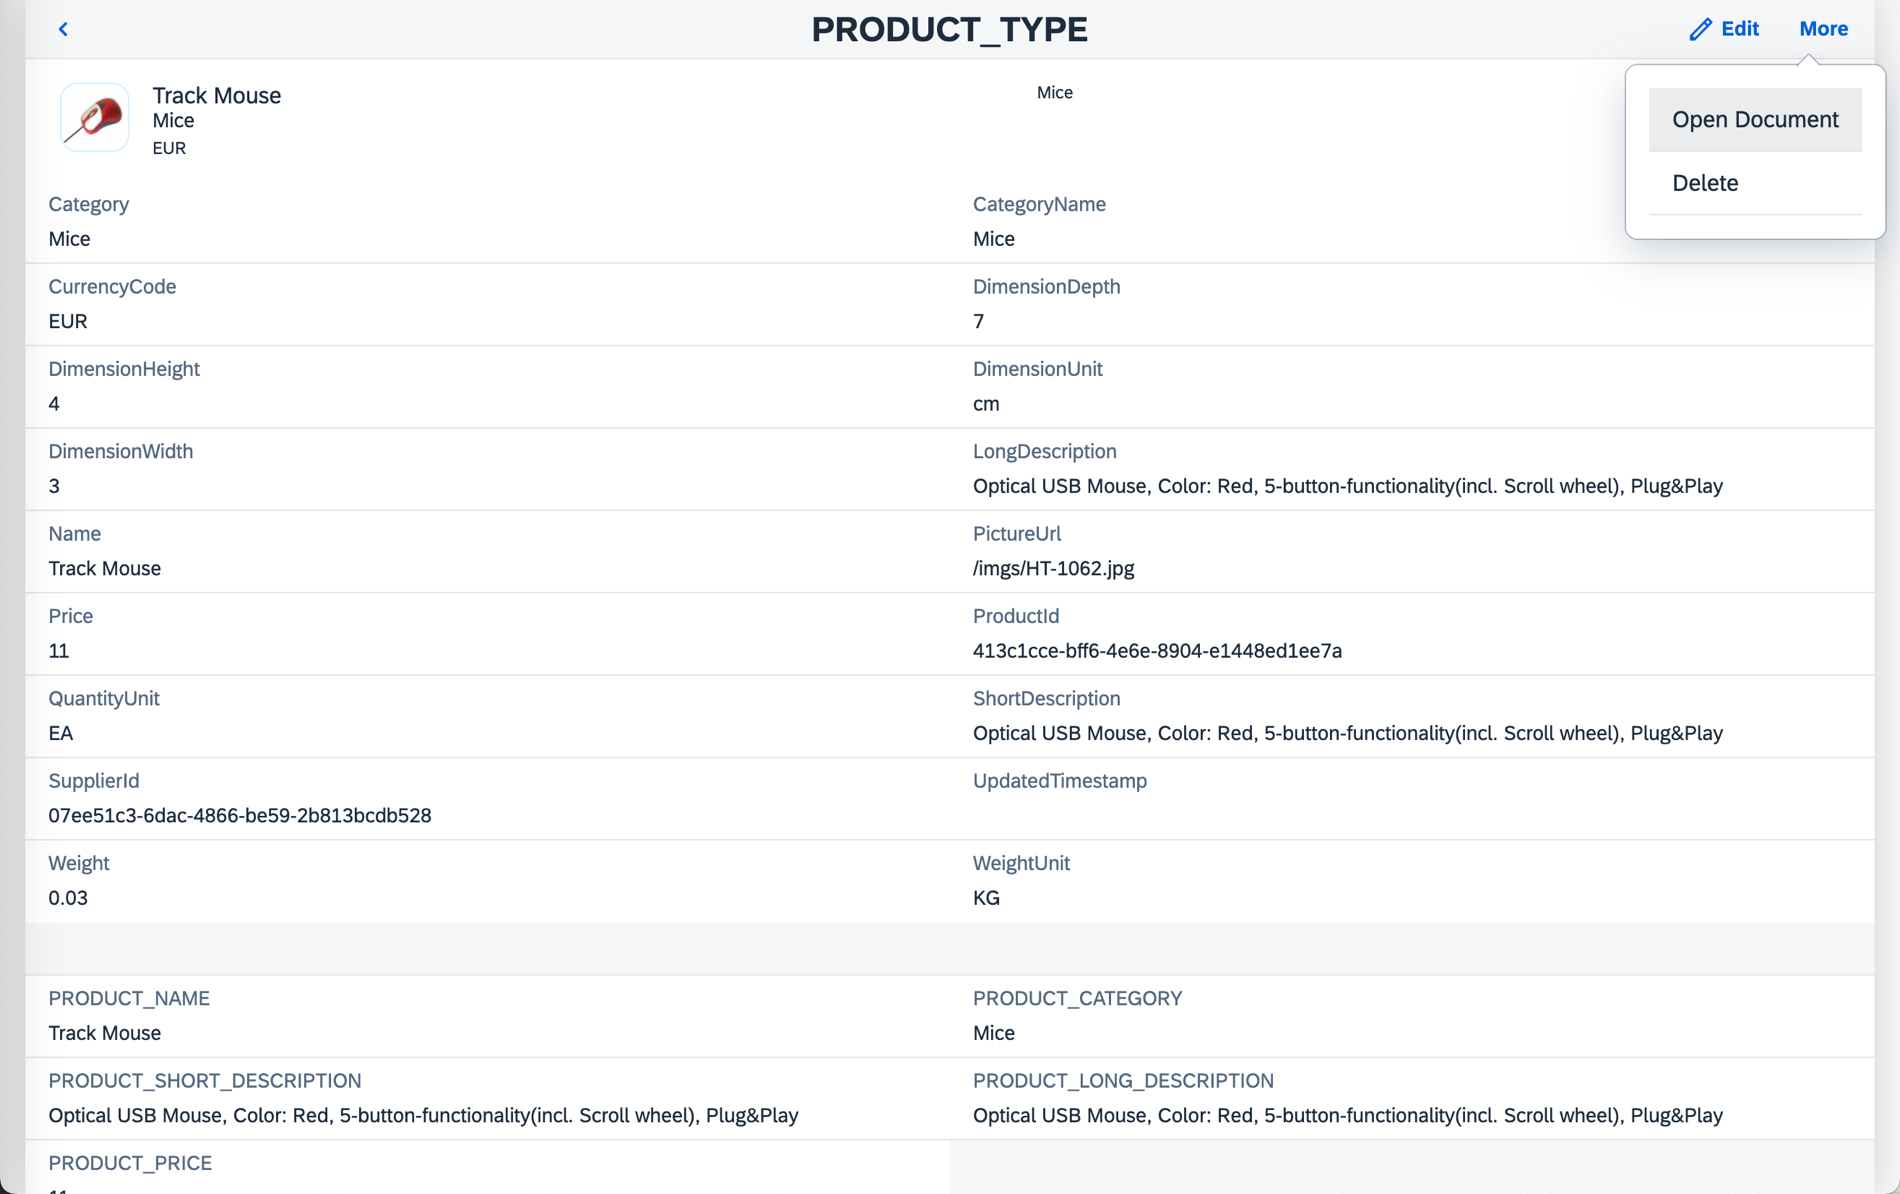 PRODUCT_TYPE
Edit
More
Track Mouse
Mice
EUR
Mice
Open Document
Delete
Category
Mice
CategoryName
Mice
CurrencyCode
EUR
DimensionDepth
7
DimensionHeight
4
DimensionUnit
cm
DimensionWidth
3
LongDescription
Optical USB Mouse, Color: Red, 5-button-functionality(incl. Scroll wheel), Plug&Play
Name
Track Mouse
PictureUrl
/imgs/HT-1062.jpg
Price
11
ProductId
413c1cce-bff6-4e6e-8904-e1448ed1ee7a
QuantityUnit
EA
ShortDescription
Optical USB Mouse, Color: Red, 5-button-functionality(incl. Scroll wheel), Plug&Play
SupplierId
07ee51c3-6dac-4866-be59-2b813bcdb528
UpdatedTimestamp
Weight
0.03
WeightUnit
KG
PRODUCT_NAME
Track Mouse
PRODUCT_CATEGORY
Mice
PRODUCT_SHORT_DESCRIPTION
Optical USB Mouse, Color: Red, 5-button-functionality(incl. Scroll wheel), Plug&Play
PRODUCT_LONG_DESCRIPTION
Optical USB Mouse, Color: Red, 5-button-functionality(incl. Scroll wheel), Plug&Play
PRODUCT_PRICE